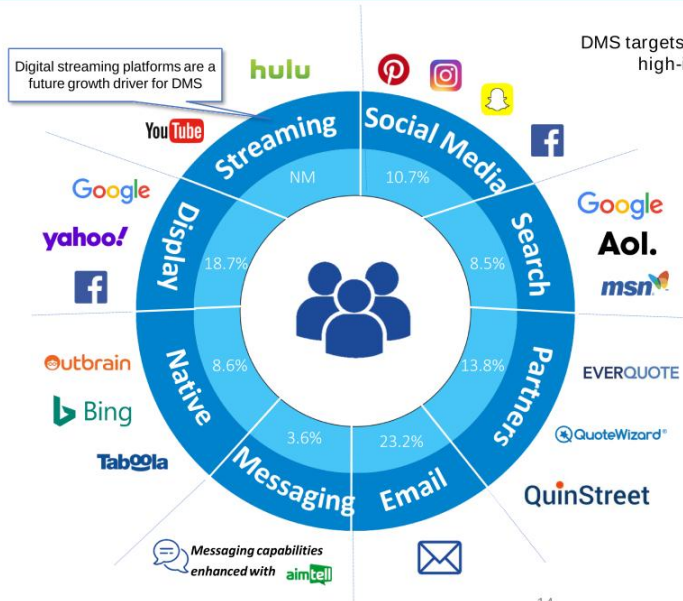 Digital streaming platforms are a
future growth driver for DMS
DMS targets
high-i
hulu
YouTube
Streaming
NM
Social Media
10.7%
Google
yahoo!
Display
18.7%
Search
8.5%
Google
Aol.
msn
Outbrain
Bing
Taboola
Native
8.6%
Partners
13.8%
EVERQUOTE
QuoteWizard®
QuinStreet
Messaging
3.6%
Email
23.2%
Messaging capabilities
enhanced with aimtell